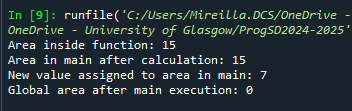 In [9]: runfile('C:/Users/Mireilla.DCS/OneDrive -
OneDrive - University of Glasgow/ProgSD2024-2025'
Area inside function: 15
Area in main after calculation: 15
New value assigned to area in main: 7
Global area after main execution: 0